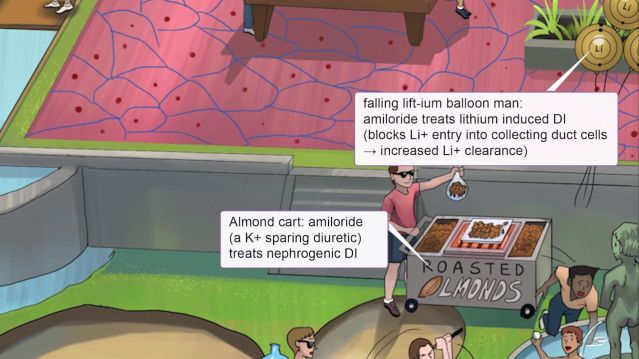 Li
falling lift-ium balloon man:
amiloride treats lithium induced DI
(blocks Li+ entry into collecting duct cells
→ increased Li+ clearance)
Almond cart: amiloride
(a K+ sparing diuretic)
treats nephrogenic DI
ROASTED
LMONDS